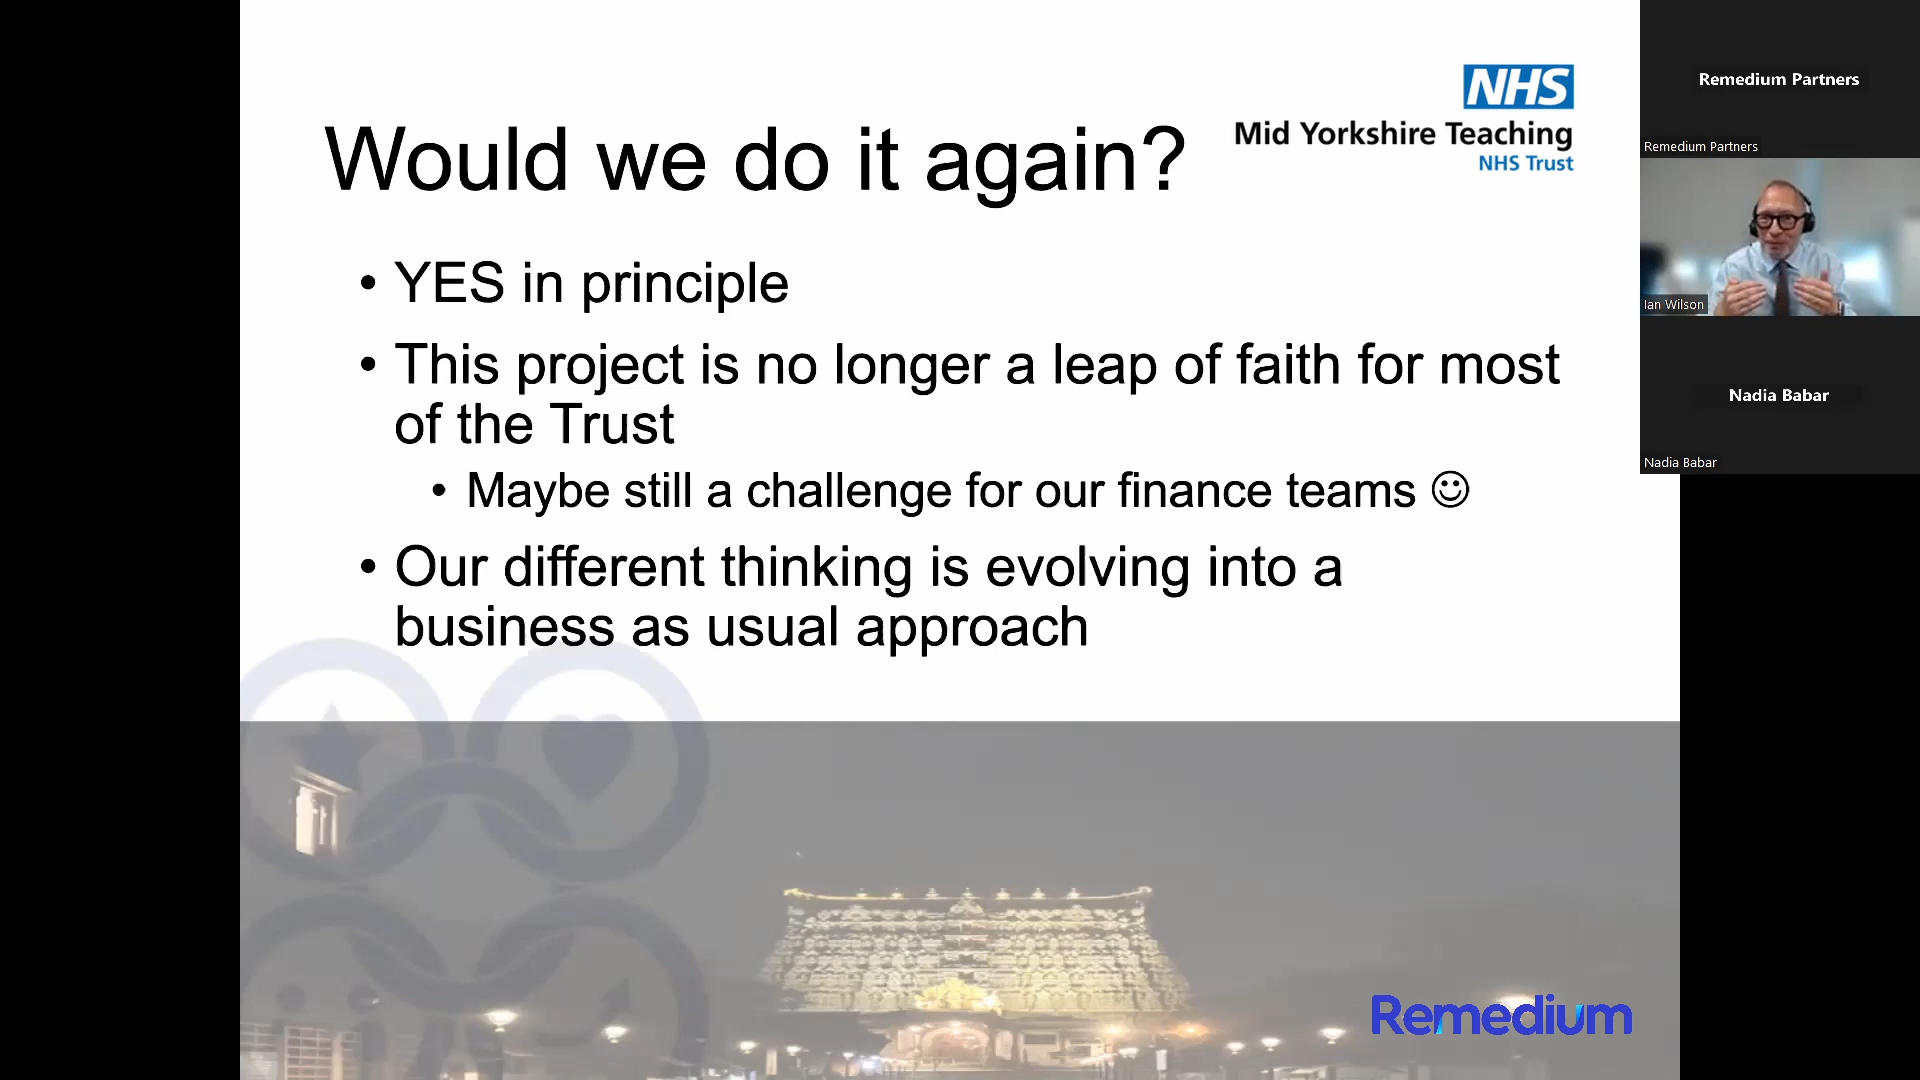 NHS
Mid Yorkshire Teaching
NHS Trust
Would we do it again?
• YES in principle
• This project is no longer a leap of faith for most
of the Trust
• Maybe still a challenge for our finance teams ☺
• Our different thinking is evolving into a
business as usual approach
Remedium
Remedium Partners
Remedium Partners
Ian Wilson
Nadia Babar
Nadia Babar